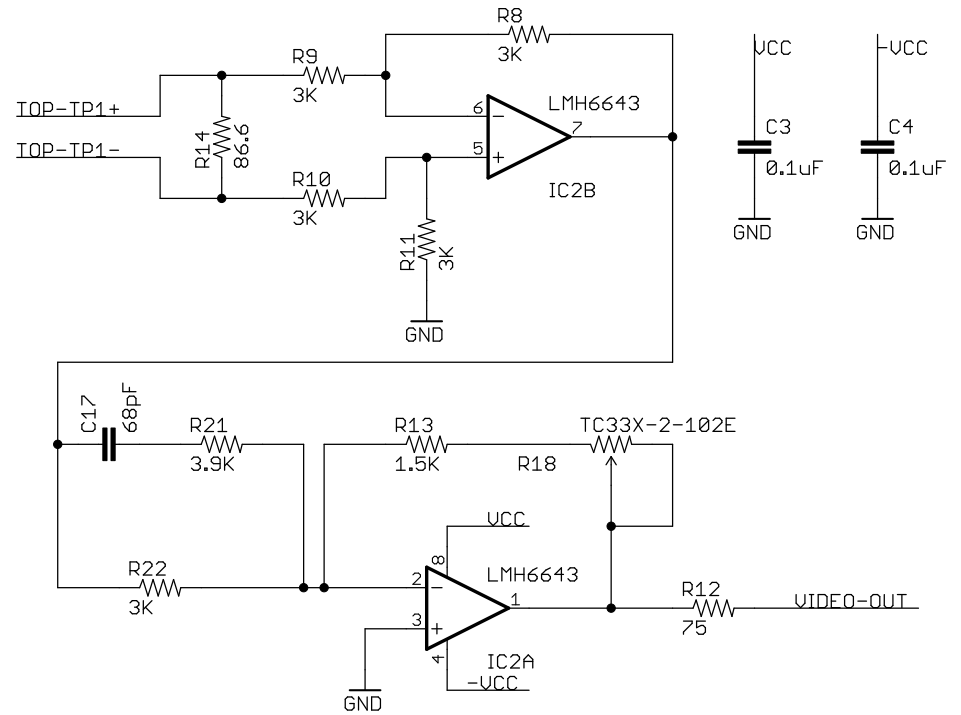 R8
3K
VCC
-VCC
R9
3K
TOP-TP1+
R14
86.6
TOP-TP1-
6
5
7
LMH6643
IC2B
C3
0.1uF
C4
0.1uF
R10
3K
R11
3K
GND
GND
GND
C17
68pF
R21
3.9K
R13
1.5K
R18
TC33X-2-102E
VCC
8
R22
3K
2
3
1
4
LMH6643
IC2A
-VCC
GND
R12
75
VIDEO-OUT